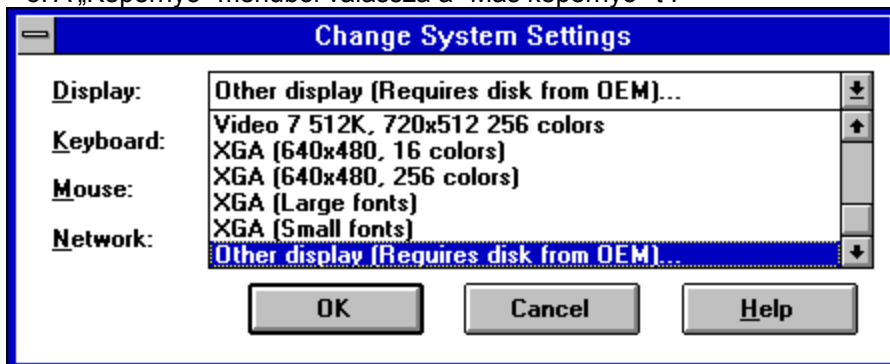 Change System Settings
Display: Other display (Requires disk from OEM)...
Video 7 512K, 720x512 256 colors
Keyboard:
XGA (640x480, 16 colors)
XGA (640x480, 256 colors)
Mouse:
XGA (Large fonts)
XGA (Small fonts)
Network:
Other display (Requires disk from OEM)...
OK Cancel Help